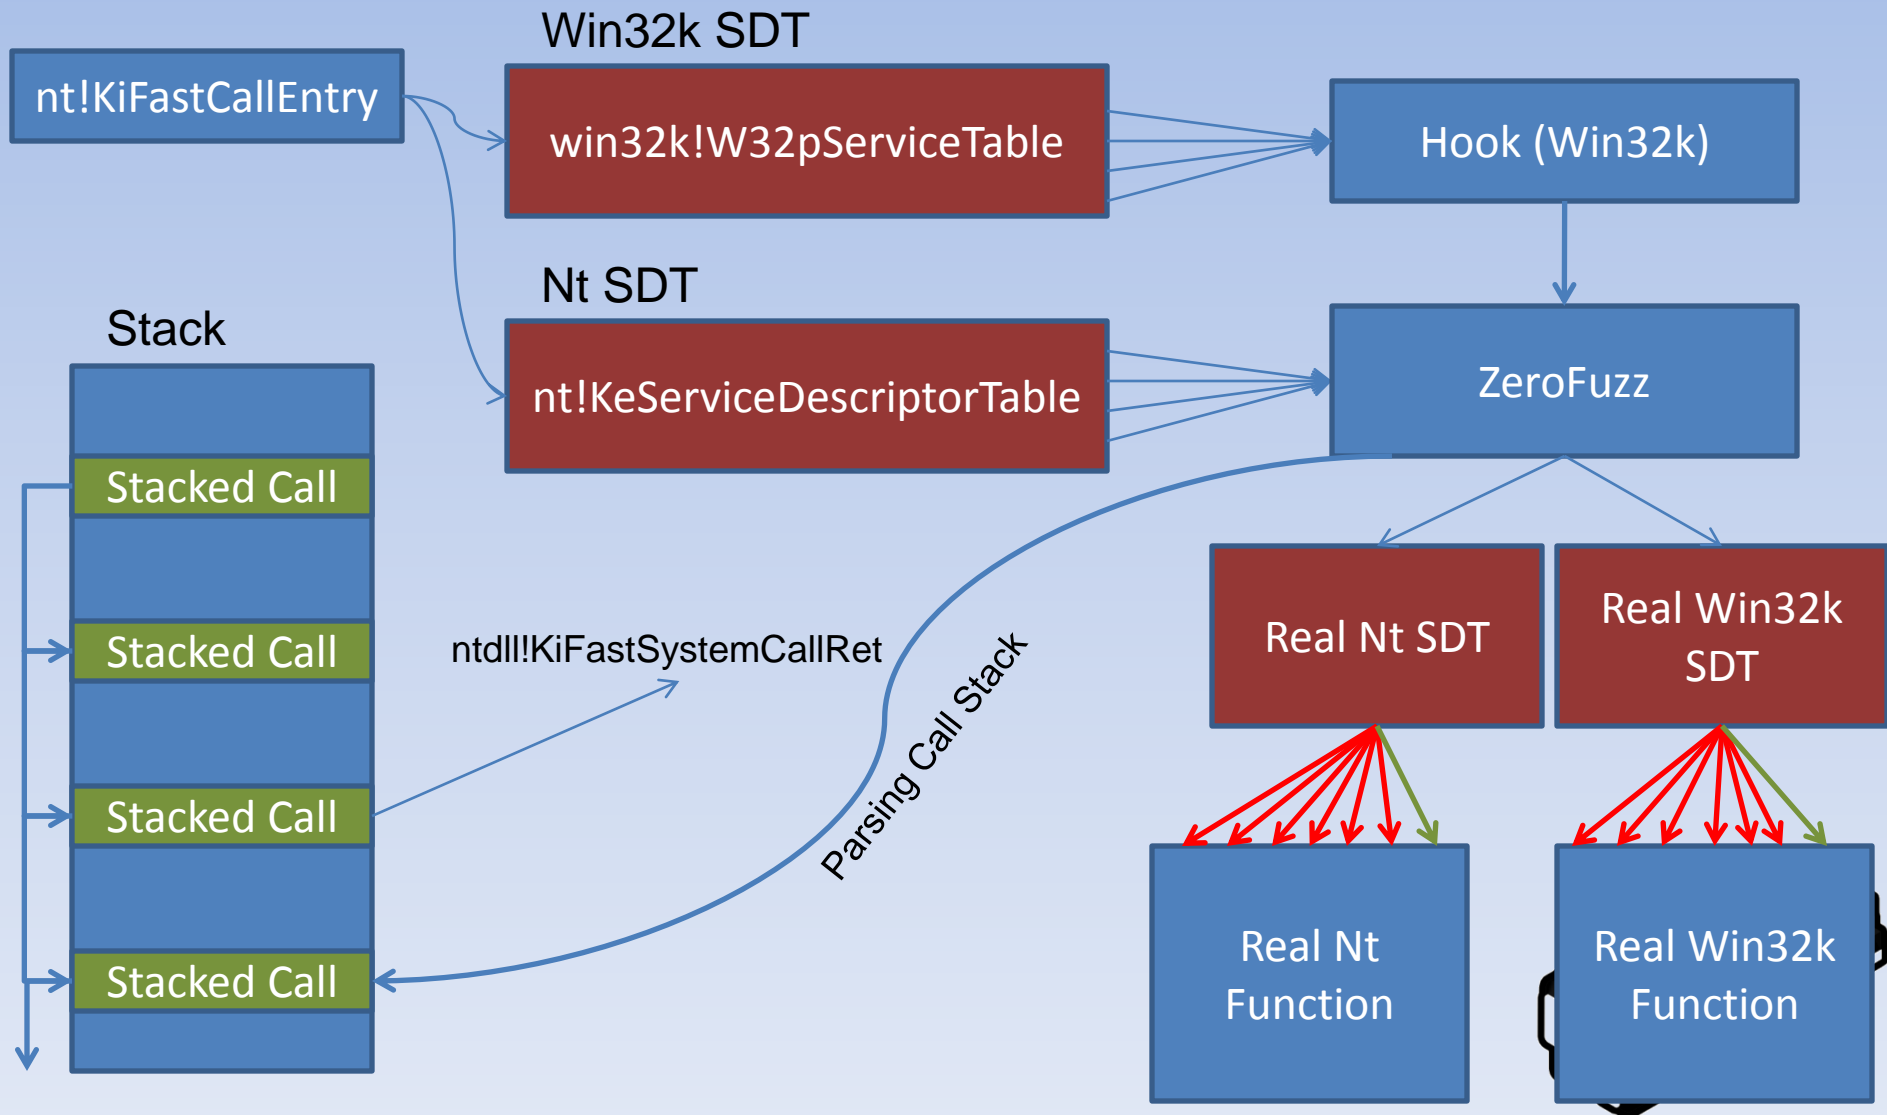 Win32k SDT
nt!KiFastCallEntry
win32k!W32pServiceTable
Hook (Win32k)
Nt SDT
nt!KeServiceDescriptorTable
ZeroFuzz
Stack
Stacked Call
Stacked Call
Stacked Call
Stacked Call
ntdll!KiFastSystemCallRet
Parsing Call Stack
Real Nt SDT
Real Win32k
SDT
Real Nt
Function
Real Win32k
Function